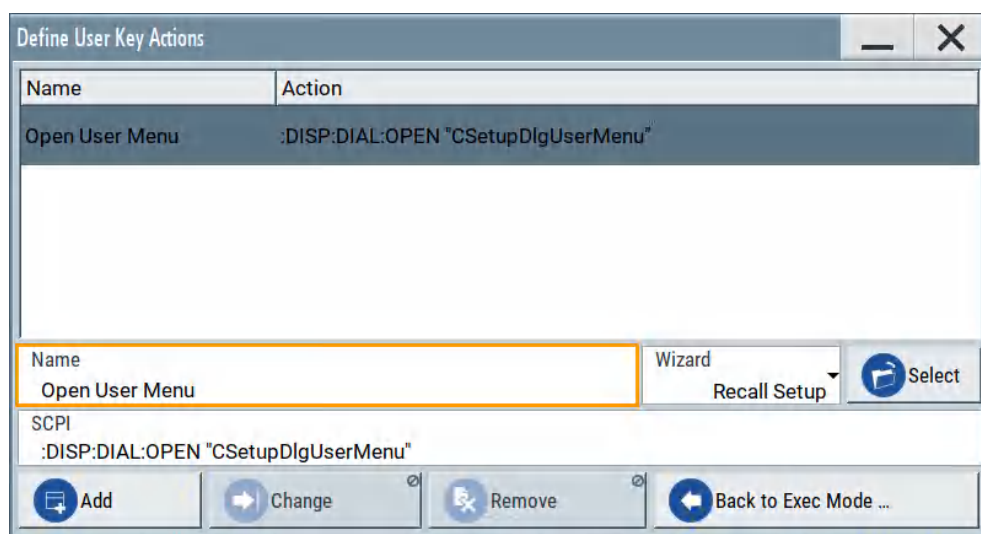 Define User Key Actions
Name Action
Open User Menu :DISP:DIAL:OPEN "CSetupDlgUserMenu"
Name Wizard
Open User Menu Recall Setup Select
SCPI
:DISP:DIAL:OPEN "CSetupDlgUserMenu"
Add Change Remove Back to Exec Mode ...